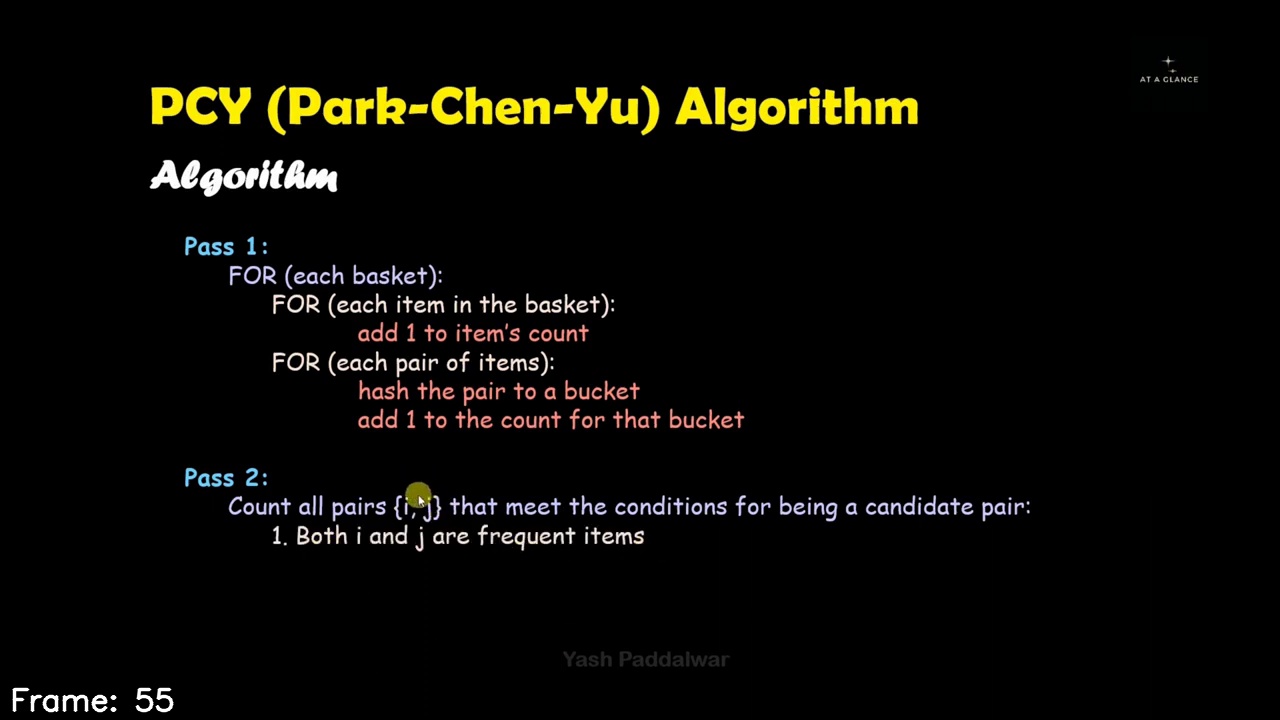 AT A GLANCE
PCY (Park-Chen-Yu) Algorithm
Algorithm
Pass 1:
FOR (each basket):
FOR (each item in the basket):
add 1 to item's count
FOR (each pair of items):
hash the pair to a bucket
add 1 to the count for that bucket
Pass 2:
Count all pairs {i, j} that meet the conditions for being a candidate pair:
1. Both i and j are frequent items
Yash Paddalwar
Frame: 55